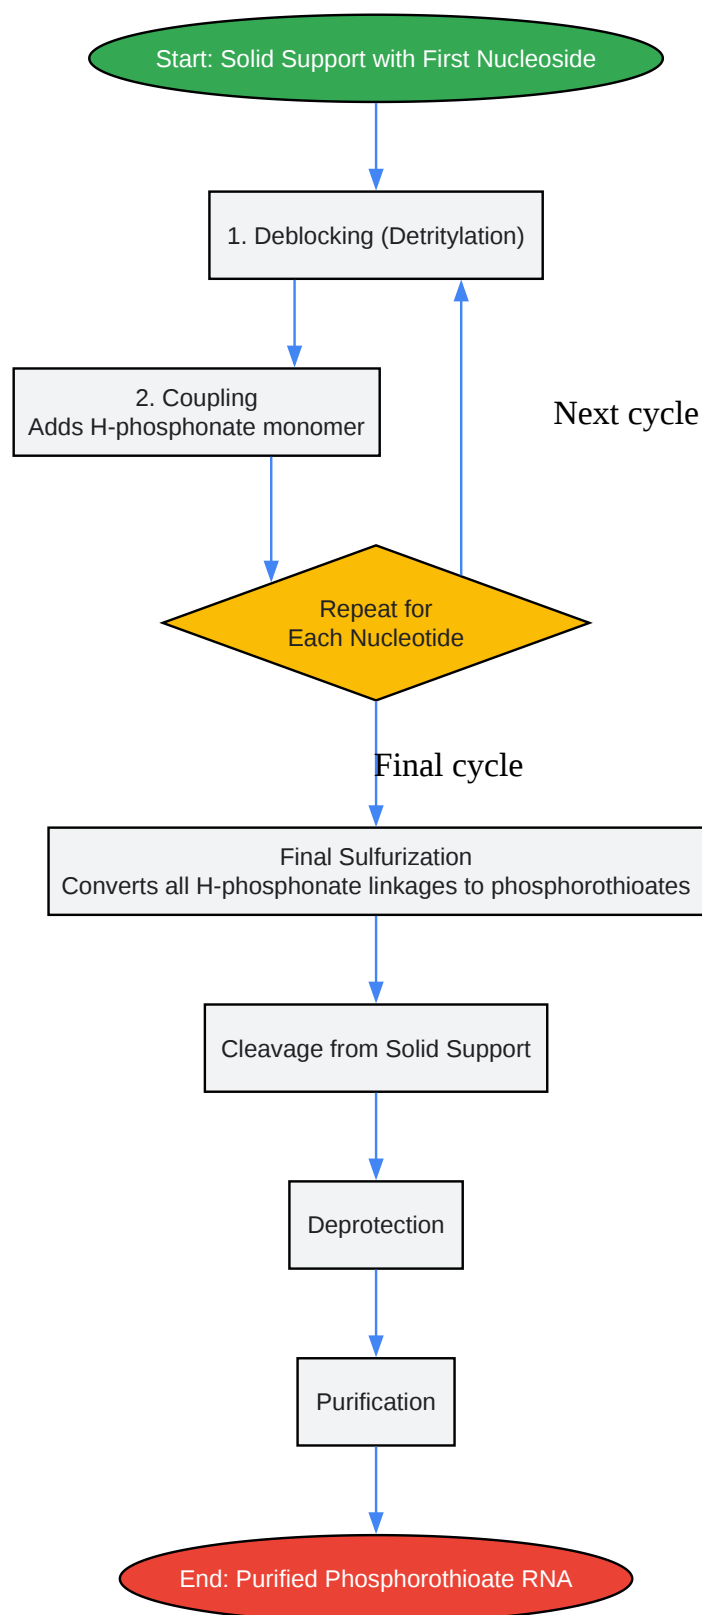 Start: Solid Support with First Nucleoside
1. Deblocking (Detritylation)
2. Coupling
Adds H-phosphonate monomer
Next cycle
Repeat for
Each Nucleotide
Final cycle
Final Sulfurization
Converts all H-phosphonate linkages to phosphorothioates
Cleavage from Solid Support
Deprotection
Purification
End: Purified Phosphorothioate RNA